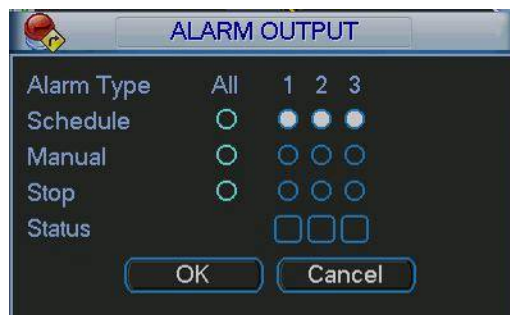 ALARM OUTPUT
Alarm Type All 1 2 3
Schedule
Manual
Stop
Status
OK Cancel